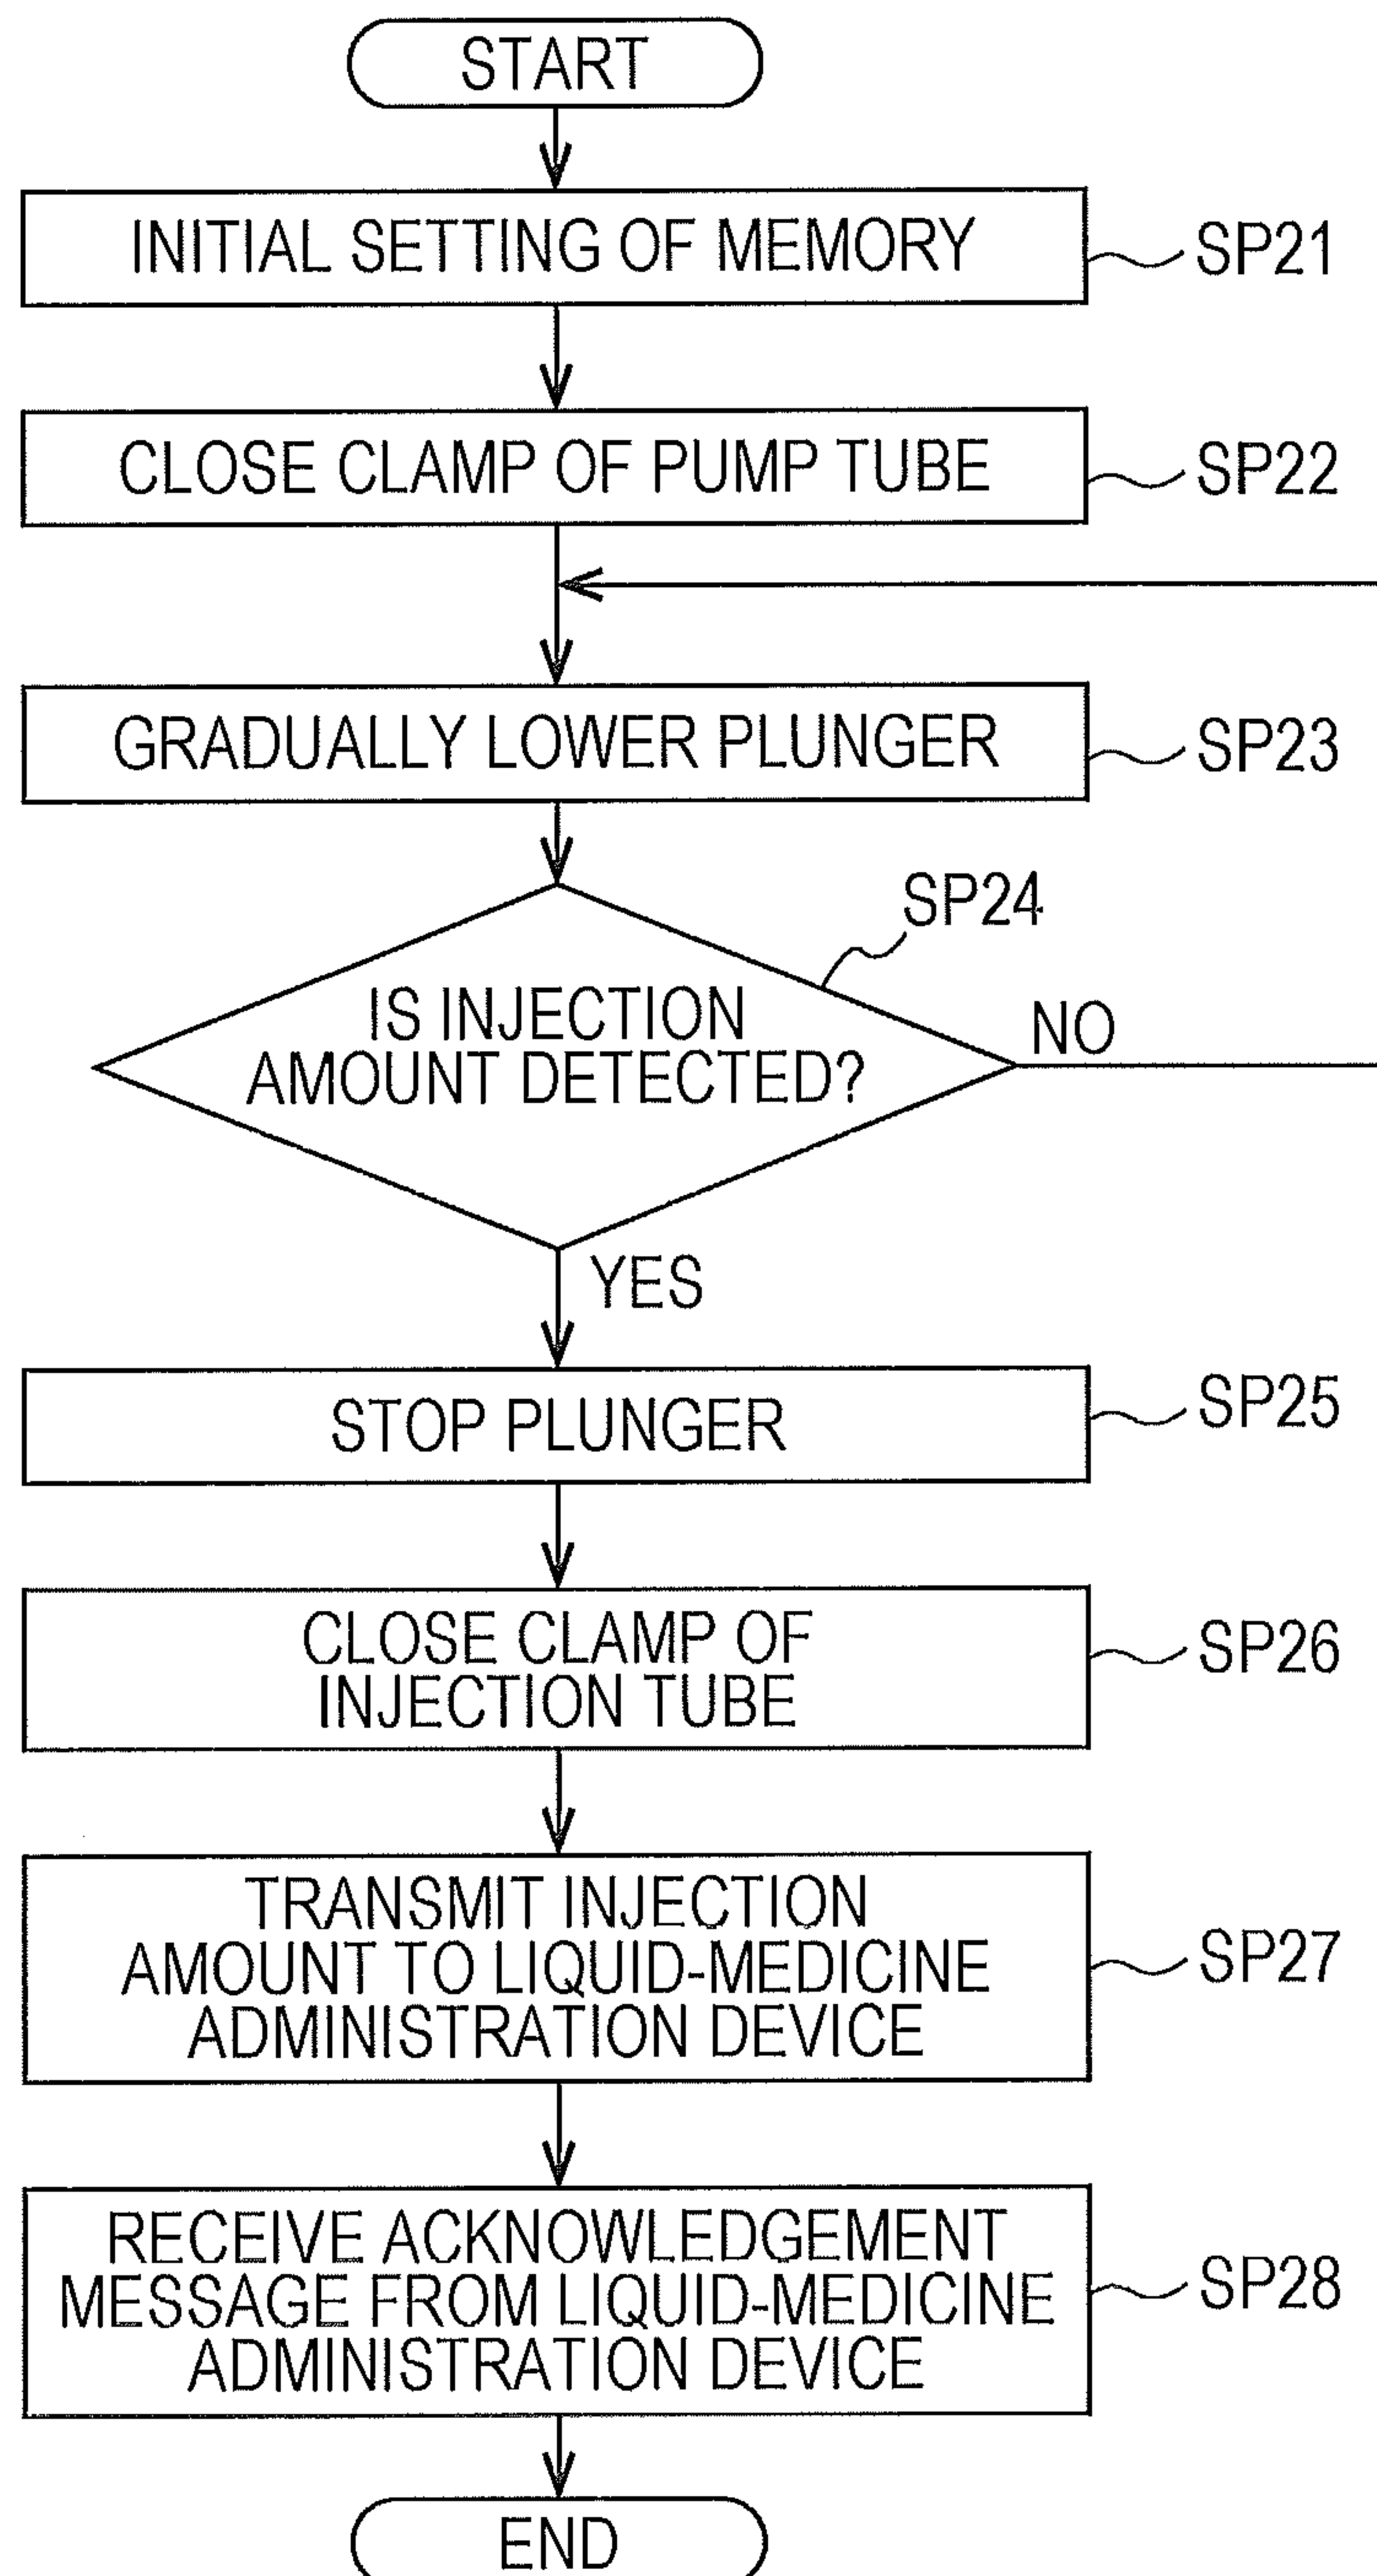 START
INITIAL SETTING OF MEMORY
SP21
CLOSE CLAMP OF PUMP TUBE
SP22
GRADUALLY LOWER PLUNGER
SP23
SP24
IS INJECTION
AMOUNT DETECTED?
NO
YES
STOP PLUNGER
SP25
CLOSE CLAMP OF
INJECTION TUBE
SP26
TRANSMIT INJECTION
AMOUNT TO LIQUID-MEDICINE
ADMINISTRATION DEVICE
SP27
RECEIVE ACKNOWLEDGEMENT
MESSAGE FROM LIQUID-MEDICINE
ADMINISTRATION DEVICE
SP28
END